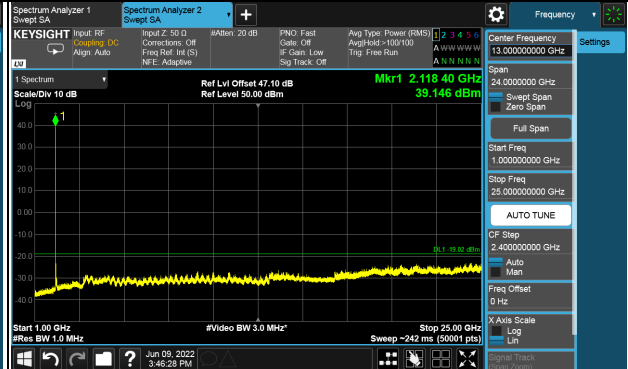 Spectrum Analyzer 1
Swept SA
Spectrum Analyzer 2
Swept SA
+
Frequency
KEYSIGHT
Input: RF
Coupling: DC
Align: Auto
Input Z: 50 Ω
Corrections: Off
Freq Ref: Int (S)
NFE: Adaptive
#Atten: 20 dB
PNO: Fast
Gate: Off
IF Gain: Low
Sig Track: Off
Avg Type: Power (RMS)
Avg|Hold:>100/100
Trig: Free Run
1 2 3 4 5 6
A W W W W W
A N N N N N
LXI
1 Spectrum
Scale/Div 10 dB
Log
Ref Lvl Offset 47.10 dB
Ref Level 50.00 dBm
Mkr1 2.118 40 GHz
39.146 dBm
1
40.0
30.0
20.0
10.0
0.00
-10.0
-20.0
-30.0
-40.0
DL1 -19.02 dBm
Start 1.00 GHz
#Res BW 1.0 MHz
#Video BW 3.0 MHz*
Stop 25.00 GHz
Sweep ~242 ms (50001 pts)
?
Jun 09, 2022
3:46:28 PM
Center Frequency
13.000000000 GHz
Settings
Span
24.0000000 GHz
Swept Span
Zero Span
Full Span
Start Freq
1.000000000 GHz
Stop Freq
25.000000000 GHz
AUTO TUNE
CF Step
2.400000000 GHz
Auto
Man
Freq Offset
0 Hz
X Axis Scale
Log
Lin
Signal Track
(Span Zoom)